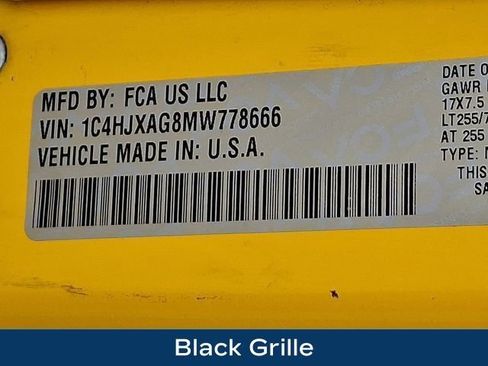 MFD BY: FCA US LLC
VIN: 1C4HJXAG8MW778666
VEHICLE MADE IN: U.S.A.
DATE O
GAWR
17X7.5
LT255/7
AT 255
TYPE:
THIS
SA
Black Grille